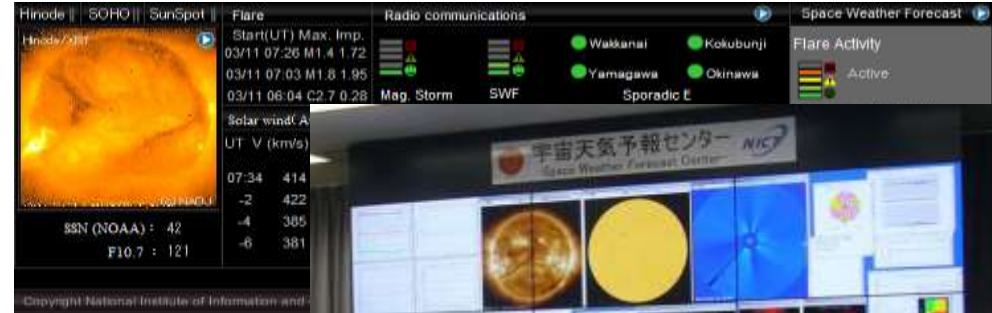 Hinode || SOHO || SunSpot ||
Hinode/XRT
SSN (NOAA) : 42
F10.7 : 121
Copyright National Institute of Information and
Flare
Start(UT) Max. Imp.
03/11 07:26 M1.4 1.72
03/11 07:03 M1.8 1.95
03/11 06:04 C2.7 0.28
Solar wind( A
UT V (km/s)
07:34 414
-2 422
-4 385
-6 381
Radio communications
Mag. Storm
SWF
Wakkanai
Kokubunji
Yamagawa
Okinawa
Sporadic E
Space Weather Forecast
Flare Activity
Active
宇宙天気予報センター NICT
Space Weather Forecast Center